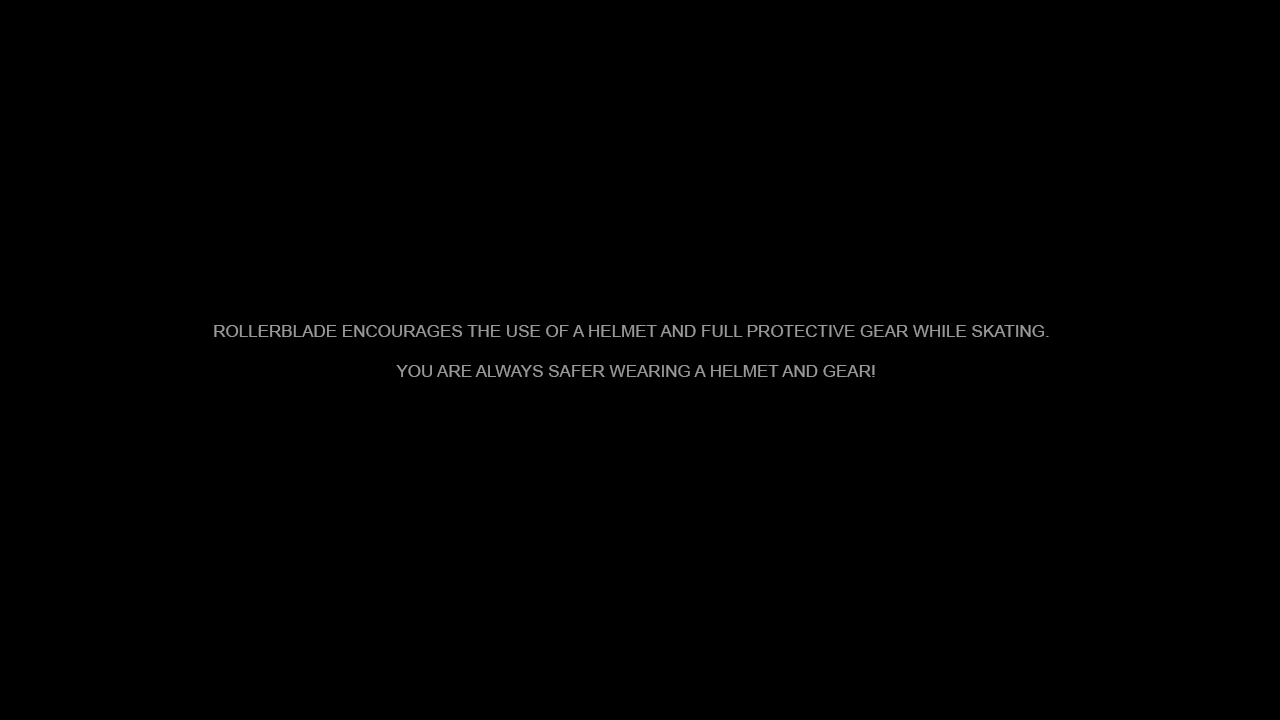 ROLLERBLADE ENCOURAGES THE USE OF A HELMET AND FULL PROTECTIVE GEAR WHILE SKATING.
YOU ARE ALWAYS SAFER WEARING A HELMET AND GEAR!